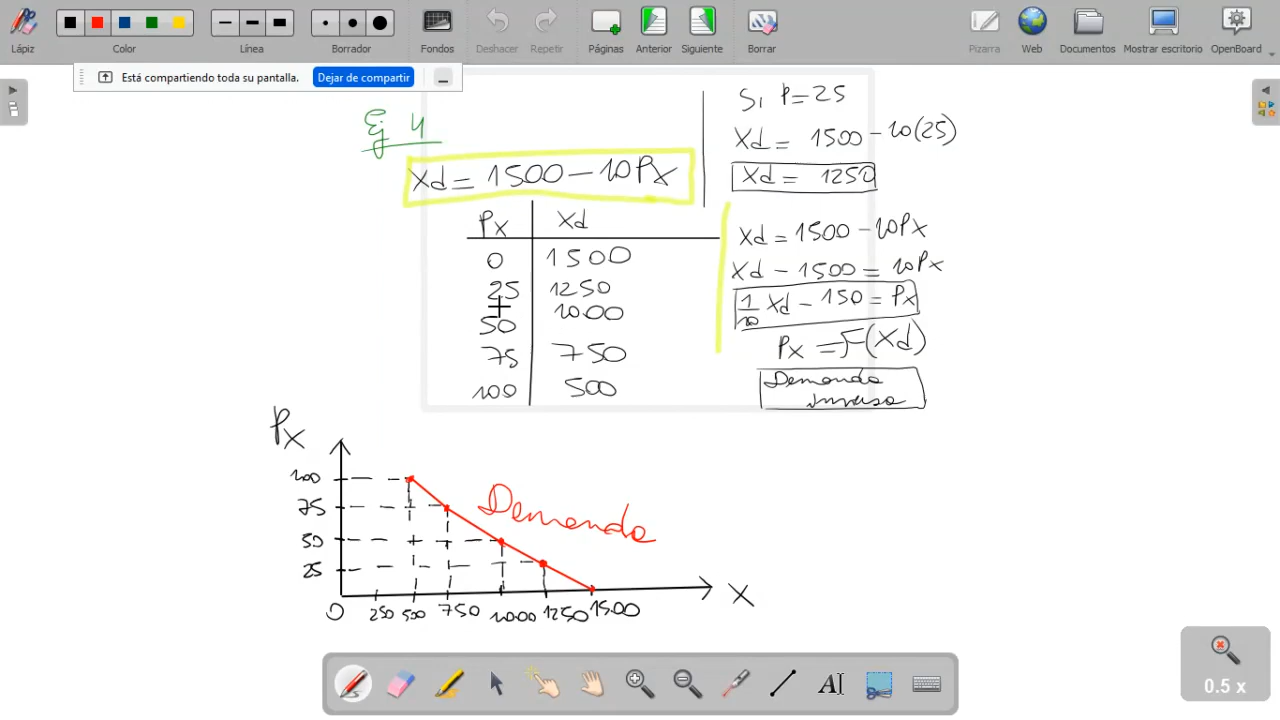 Lápiz
Color
Línea
Borrador
Fondos
Deshacer
Repetir
Páginas
Anterior
Siguiente
Borrar
Pizarra
Web
Documentos
Mostrar escritorio
OpenBoard
Está compartiendo toda su pantalla.
Dejar de compartir
Ej 4
Xd = 1500 - 10Px
Px Xd
0 1500
25 1250
50 1000
75 750
100 500
Si P=25
Xd = 1500 - 10(25)
Xd = 1250
Xd = 1500 - 10Px
Xd - 1500 = 10Px
1/10 Xd - 150 = Px
Px = F(Xd)
Demanda
inversa
Px
100
75
50
25
Demanda
0 250 500 750 1000 1250 1500
X
0.5 x